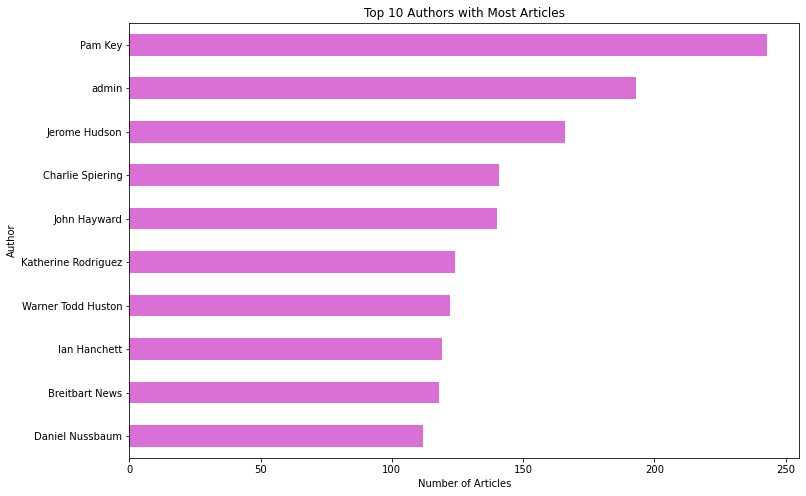 Top 10 Authors with Most Articles
Author
Pam Key
admin
Jerome Hudson
Charlie Spiering
John Hayward
Katherine Rodriguez
Warner Todd Huston
Ian Hanchett
Breitbart News
Daniel Nussbaum
0 50 100 150 200 250
Number of Articles